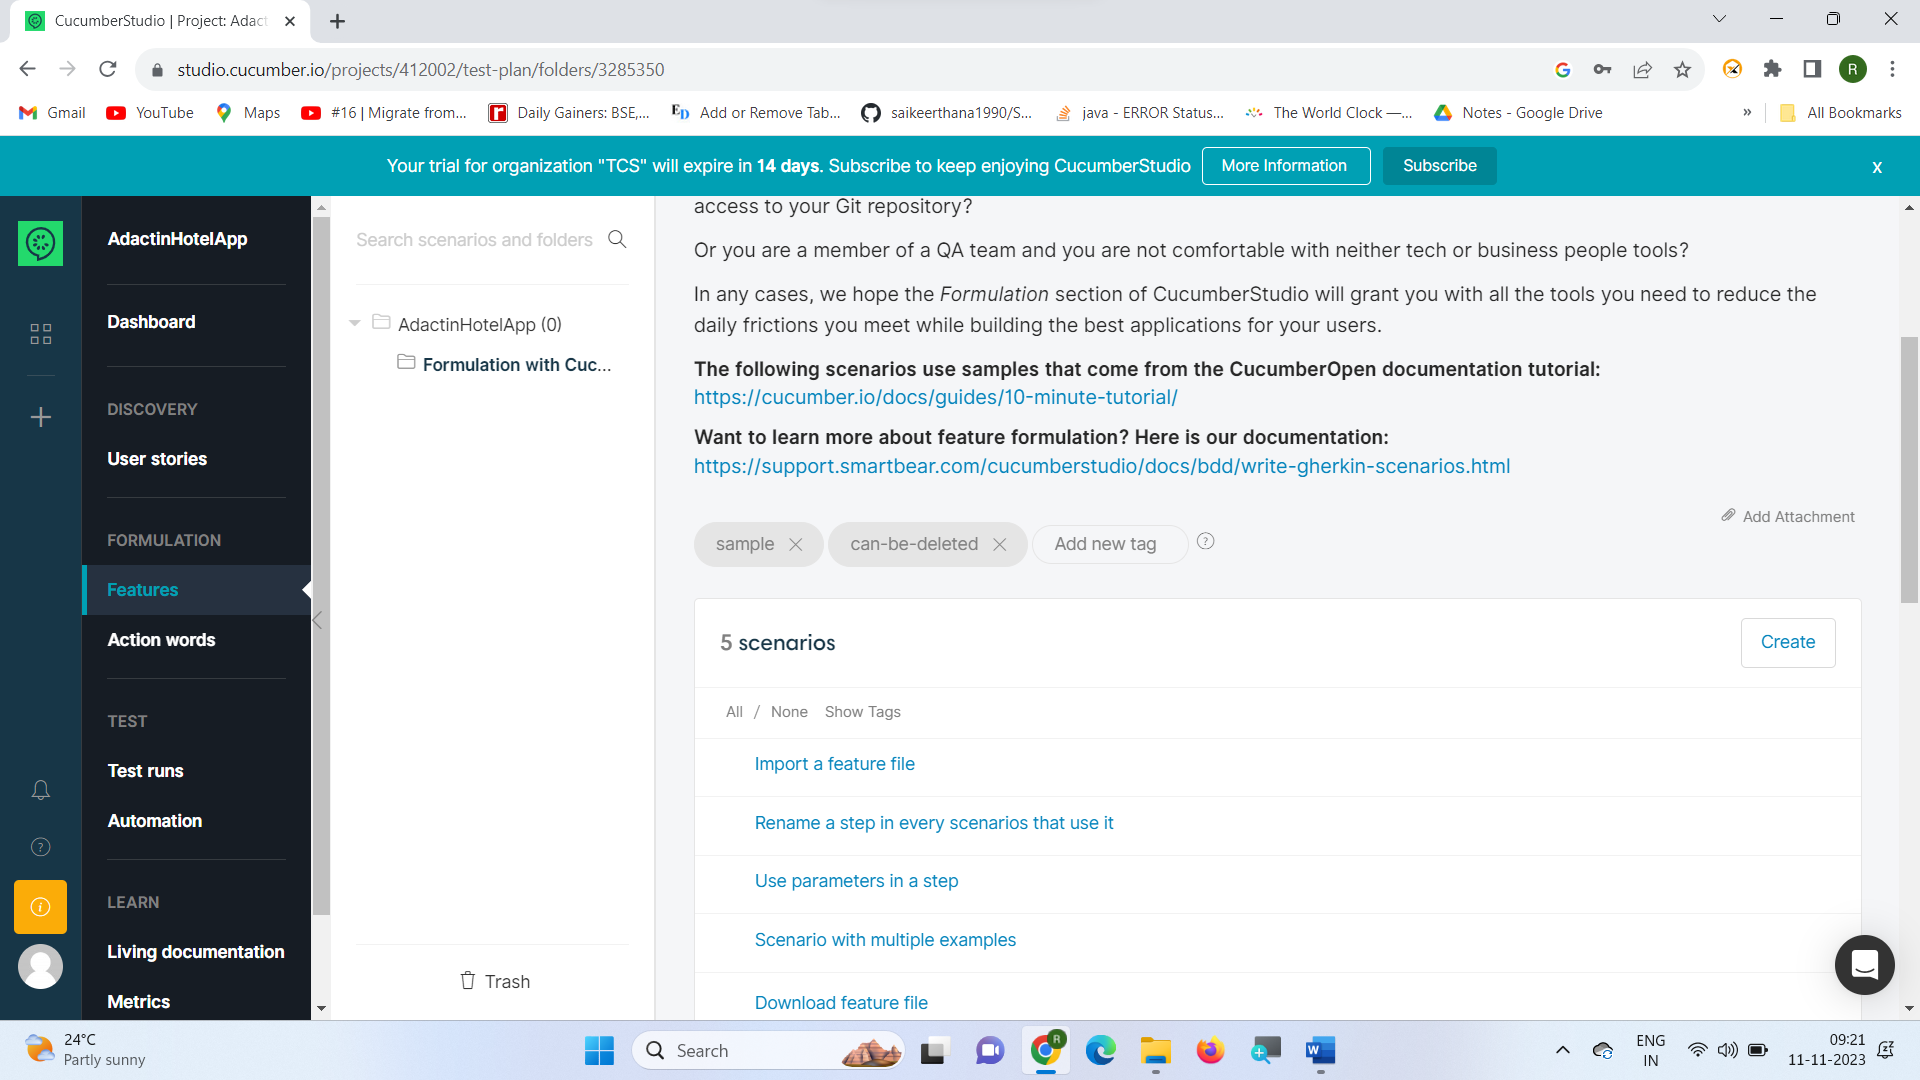 CucumberStudio | Project: Adact
studio.cucumber.io/projects/412002/test-plan/folders/3285350
R
Gmail
YouTube
Maps
#16 | Migrate from...
Daily Gainers: BSE,...
Add or Remove Tab...
saikeerthana1990/S...
java - ERROR Status...
The World Clock —...
Notes - Google Drive
»
All Bookmarks
Your trial for organization "TCS" will expire in 14 days. Subscribe to keep enjoying CucumberStudio
More Information
Subscribe
x
AdactinHotelApp
Dashboard
DISCOVERY
User stories
FORMULATION
Features
Action words
TEST
Test runs
Automation
LEARN
Living documentation
Metrics
Search scenarios and folders
AdactinHotelApp (0)
Formulation with Cuc...
Trash
access to your Git repository?
Or you are a member of a QA team and you are not comfortable with neither tech or business people tools?
In any cases, we hope the Formulation section of CucumberStudio will grant you with all the tools you need to reduce the
daily frictions you meet while building the best applications for your users.
The following scenarios use samples that come from the CucumberOpen documentation tutorial:
https://cucumber.io/docs/guides/10-minute-tutorial/
Want to learn more about feature formulation? Here is our documentation:
https://support.smartbear.com/cucumberstudio/docs/bdd/write-gherkin-scenarios.html
Add Attachment
sample
can-be-deleted
Add new tag
5 scenarios
Create
All / None Show Tags
Import a feature file
Rename a step in every scenarios that use it
Use parameters in a step
Scenario with multiple examples
Download feature file
24°C
Partly sunny
Search
ENG
IN
09:21
11-11-2023